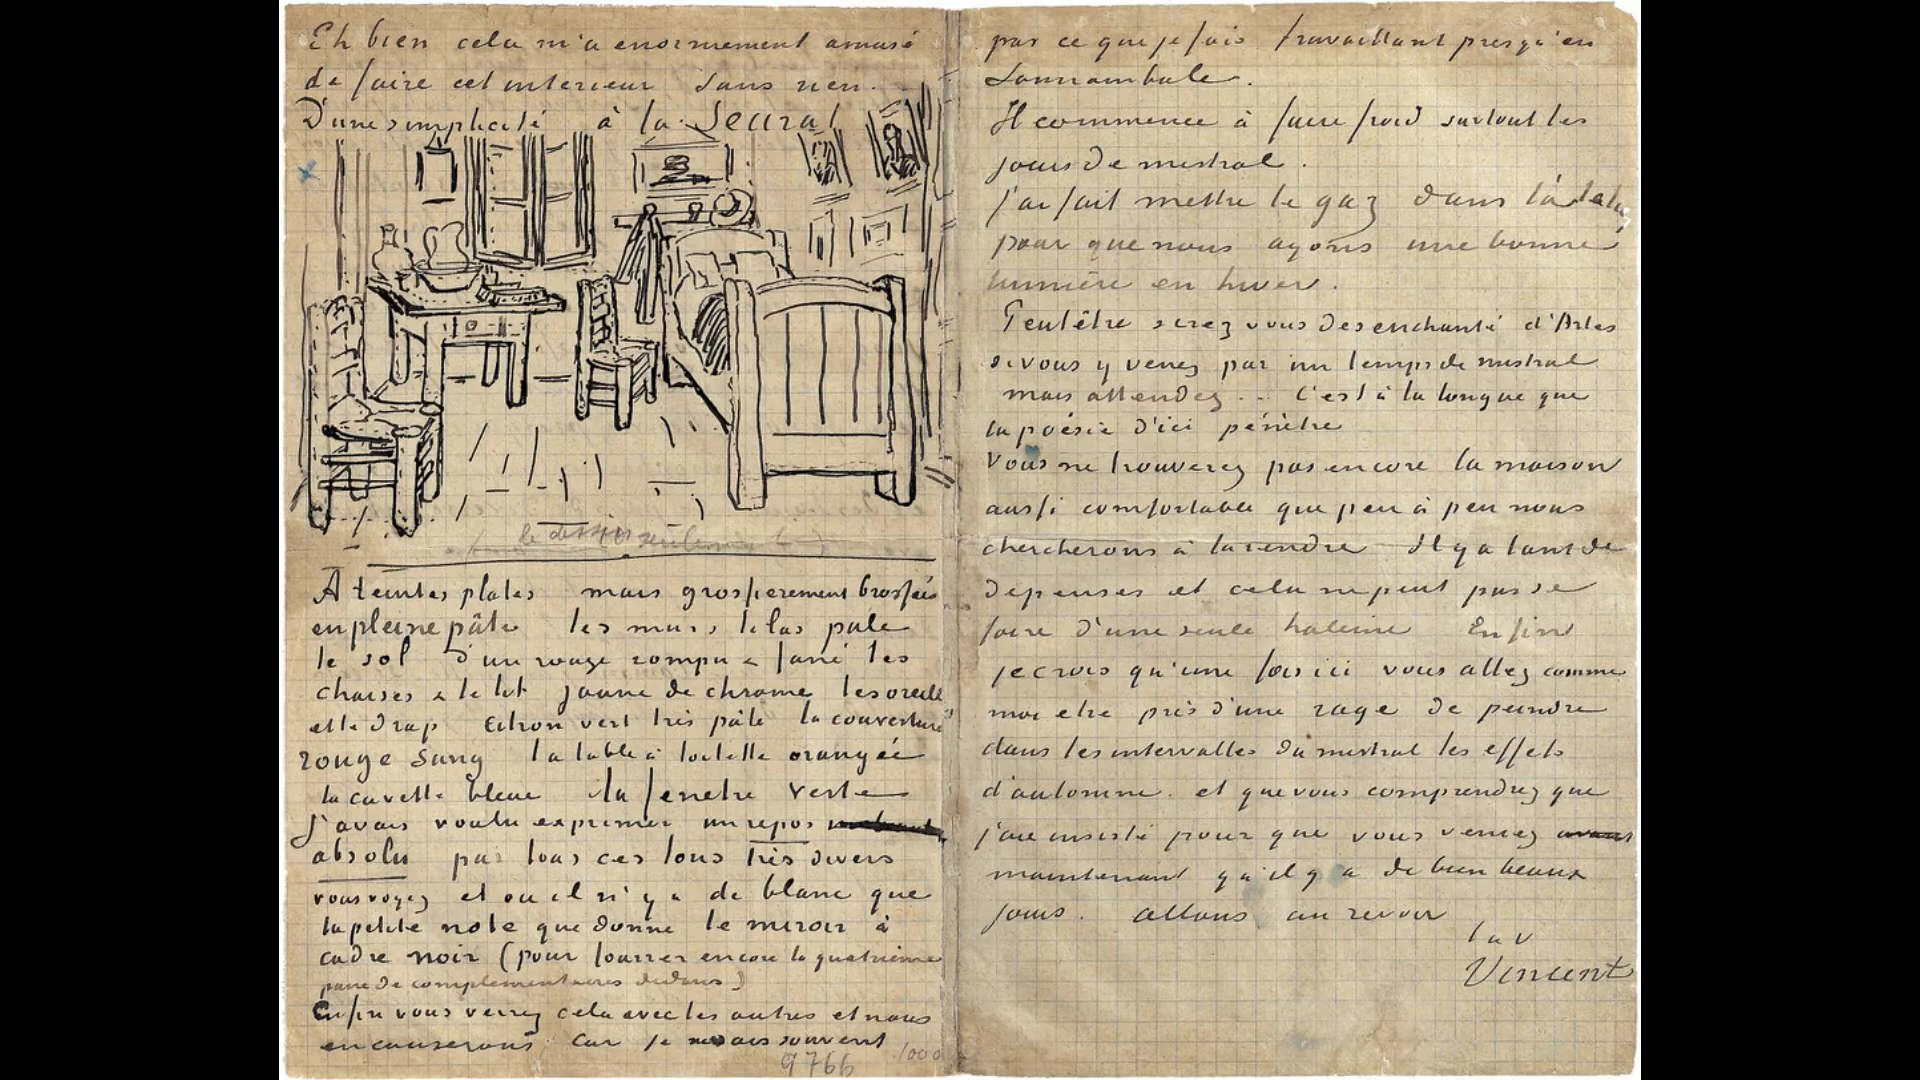 Eh bien cela m'a enormement amusé
de faire cet interieur sans rien.
D'une simplicité à la Seurat
le dessin seulement
A teintes plates mais grossierement brossées
en pleine pâte les murs lilas pale
le sol d'un rouge rompu & fané les
chaises & le lit jaune de chrome les oreillers
et le drap citron vert très pâle la couverture
rouge sang la table à toilette orangée
la cuvette bleue la fenetre verte
J'avais voulu exprimer un repos
absolu par tous ces tons très divers
vous voyez et ou il n'y a de blanc que
la petite note que donne le miroir à
cadre noir (pour fourrer encore la quatrième
paire de complementaires dedans)
Enfin vous verrez cela avec les autres et nous
en causerons car je ne sais souvent
9766 1000
par ce que je fais travaillant presqu'en
somnambule.
Il commence à faire froid surtout les
jours de mistral.
J'ai fait mettre le gaz dans l'atelier
pour que nous ayons une bonne
lumière en hiver.
Peutêtre serez vous desenchanté d'Arles
si vous y venez par un temps de mistral
mais attendez .. C'est à la longue que
la poésie d'ici pénètre
Vous ne trouverez pas encore la maison
aussi comfortable que peu à peu nous
chercherons à la rendre Il y a tant de
depenses et cela ne peut pas se
faire d'une seule haleine Enfin
je crois qu'une fois ici vous allez comme
moi etre pris d'une rage de peindre
dans les intervalles du mistral les effets
d'automne. et que vous comprendrez que
j'aie insisté pour que vous veniez
maintenant qu'il y a de bien beaux
jours. allons au revoir
t à v
Vincent